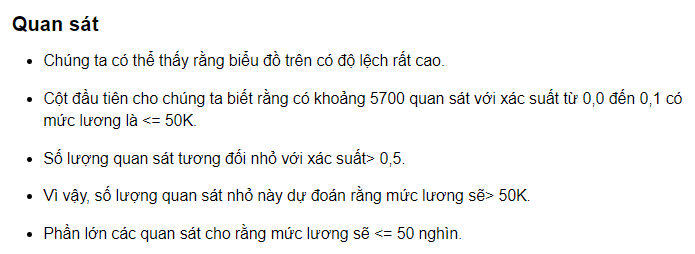 Quan sát
Chúng ta có thể thấy rằng biểu đồ trên có độ lệch rất cao.
Cột đầu tiên cho chúng ta biết rằng có khoảng 5700 quan sát với xác suất từ 0,0 đến 0,1 có
mức lương là <= 50K.
Số lượng quan sát tương đối nhỏ với xác suất> 0,5.
Vì vậy, số lượng quan sát nhỏ này dự đoán rằng mức lương sẽ> 50K.
Phần lớn các quan sát cho rằng mức lương sẽ <= 50 nghìn.